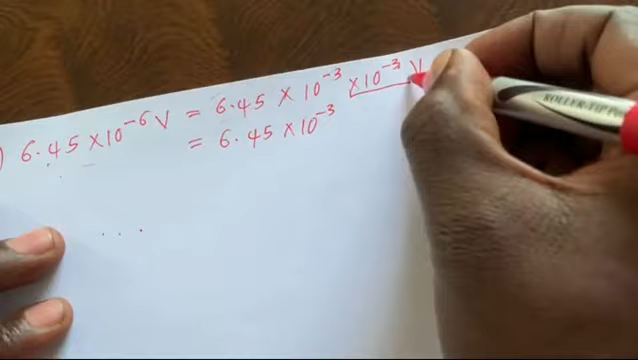 ) 6.45 × 10⁻⁶ V = 6.45 × 10⁻³ × 10⁻³ V
= 6.45 × 10⁻³
ROLLER-TIP